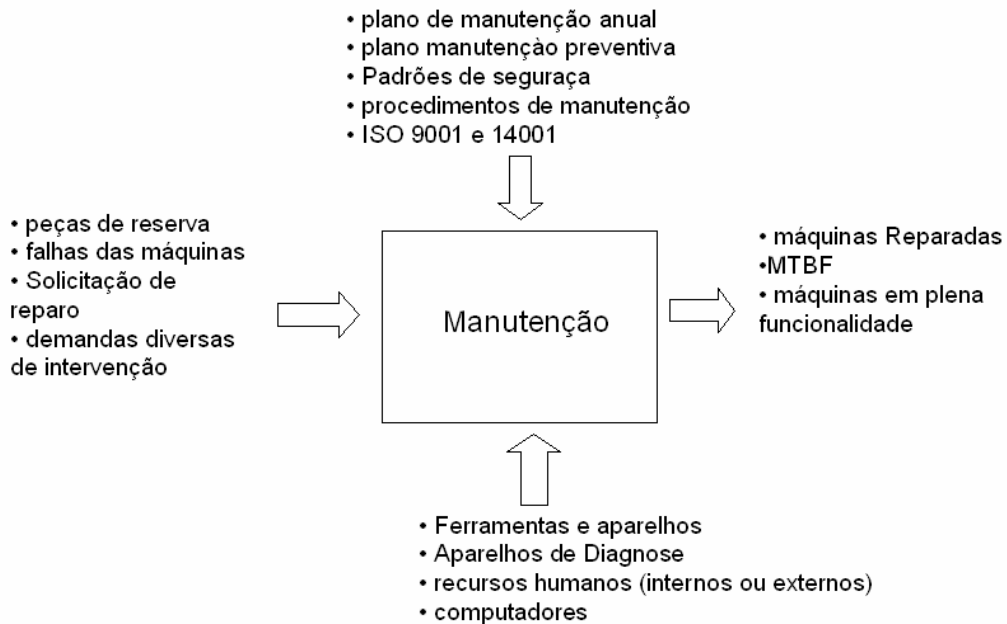 • plano de manutenção anual
• plano manutençào preventiva
• Padrões de seguraça
• procedimentos de manutenção
• ISO 9001 e 14001
• peças de reserva
• falhas das máquinas
• Solicitação de
reparo
• demandas diversas
de intervenção
Manutenção
• máquinas Reparadas
•MTBF
• máquinas em plena
funcionalidade
• Ferramentas e aparelhos
• Aparelhos de Diagnose
• recursos humanos (internos ou externos)
• computadores